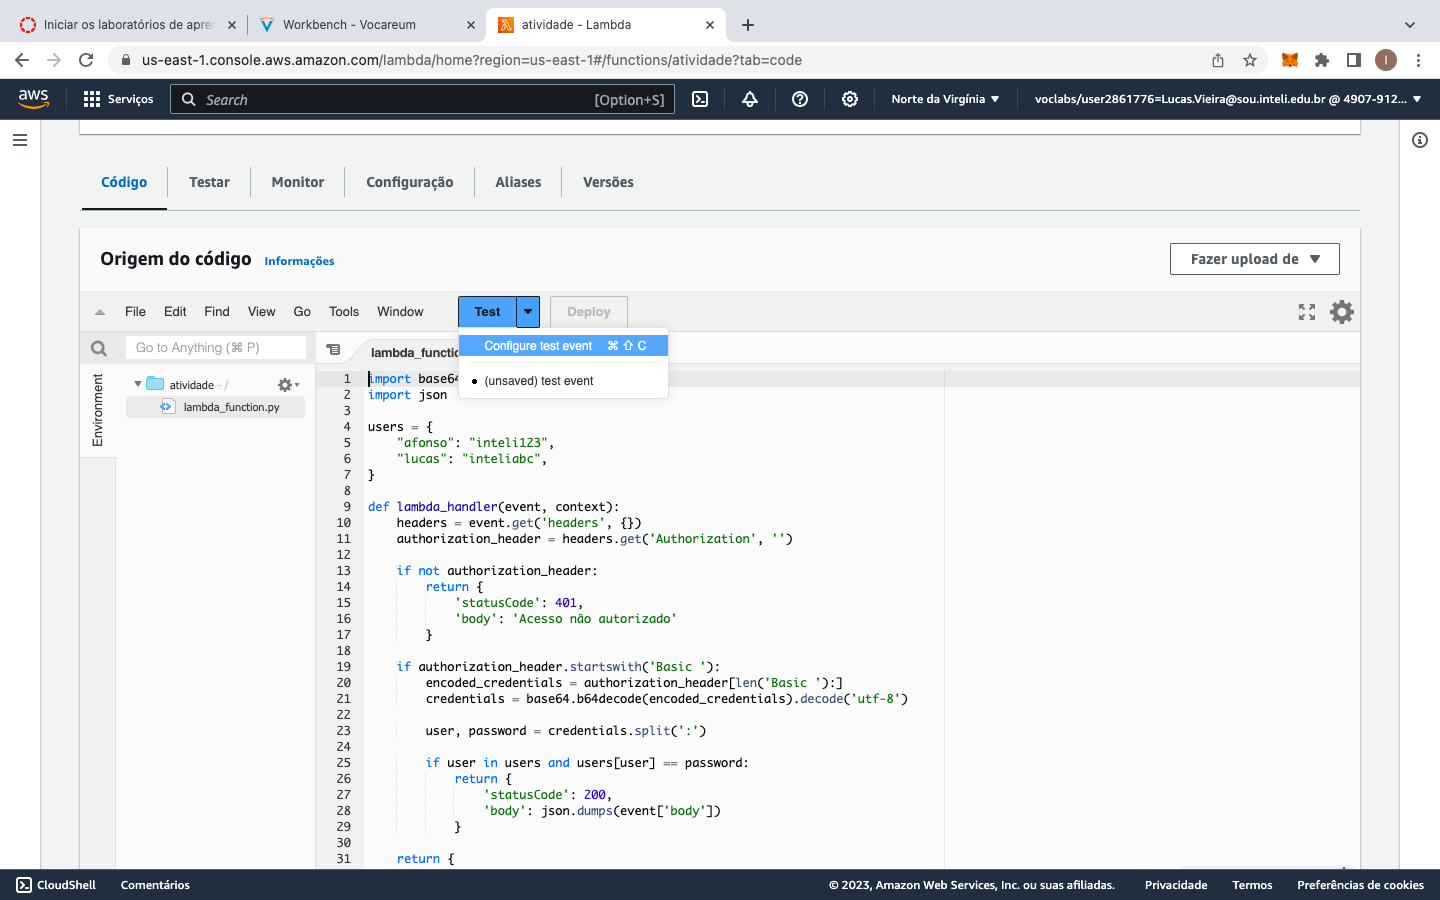 Iniciar os laboratórios de apre
Workbench - Vocareum
atividade - Lambda
us-east-1.console.aws.amazon.com/lambda/home?region=us-east-1#/functions/atividade?tab=code
I
aws
Serviços
Search
[Option+S]
Norte da Virgínia
voclabs/user2861776=Lucas.Vieira@sou.inteli.edu.br @ 4907-912...
Código
Testar
Monitor
Configuração
Aliases
Versões
Origem do código
Informações
Fazer upload de
File
Edit
Find
View
Go
Tools
Window
Test
Deploy
Configure test event ⌘ ⇧ C
(unsaved) test event
Go to Anything (⌘ P)
Environment
atividade - /
lambda_function.py
lambda_functio
1 import base64
2 import json
3
4 users = {
5     "afonso": "inteli123",
6     "lucas": "inteliabc",
7 }
8
9 def lambda_handler(event, context):
10     headers = event.get('headers', {})
11     authorization_header = headers.get('Authorization', '')
12
13     if not authorization_header:
14         return {
15             'statusCode': 401,
16             'body': 'Acesso não autorizado'
17         }
18
19     if authorization_header.startswith('Basic '):
20         encoded_credentials = authorization_header[len('Basic '):]
21         credentials = base64.b64decode(encoded_credentials).decode('utf-8')
22
23         user, password = credentials.split(':')
24
25         if user in users and users[user] == password:
26             return {
27                 'statusCode': 200,
28                 'body': json.dumps(event['body'])
29             }
30
31     return {
CloudShell
Comentários
© 2023, Amazon Web Services, Inc. ou suas afiliadas.
Privacidade
Termos
Preferências de cookies